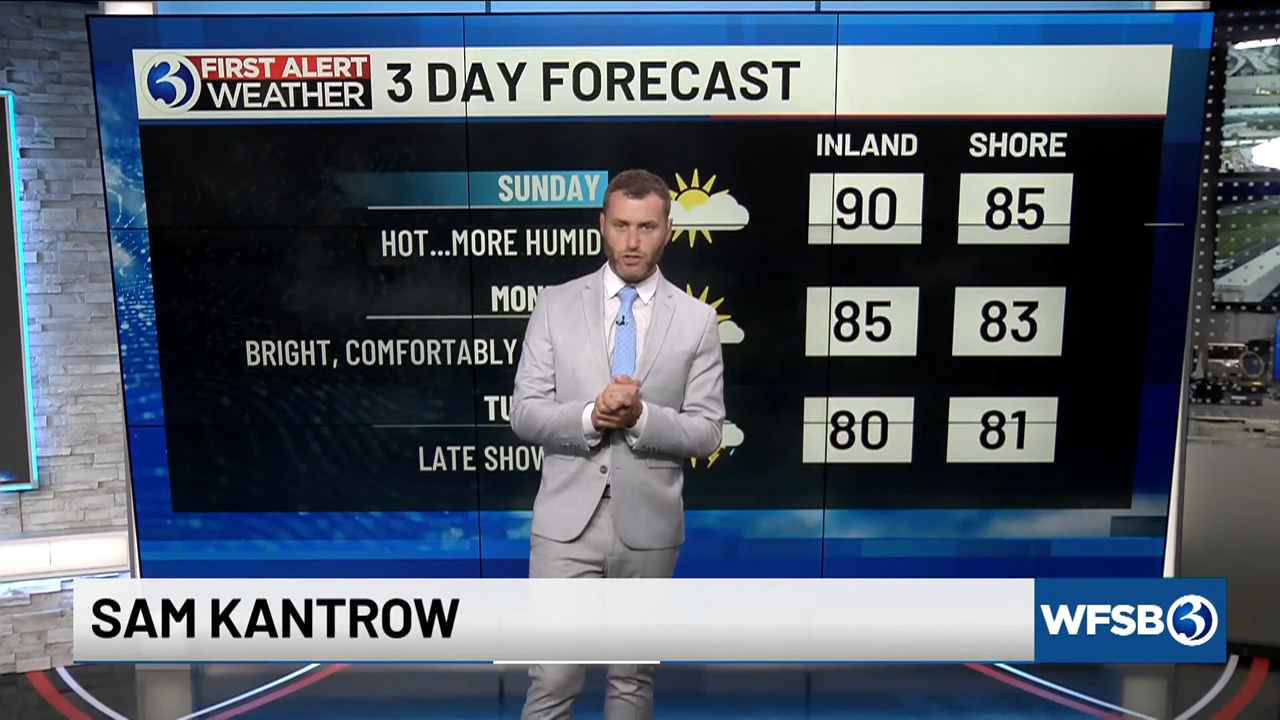 3 FIRST ALERT
WEATHER
3 DAY FORECAST
INLAND SHORE
SUNDAY
90 85
HOT...MORE HUMID
85 83
BRIGHT, COMFORTABLY
80 81
LATE
SAM KANTROW
WFSB 3